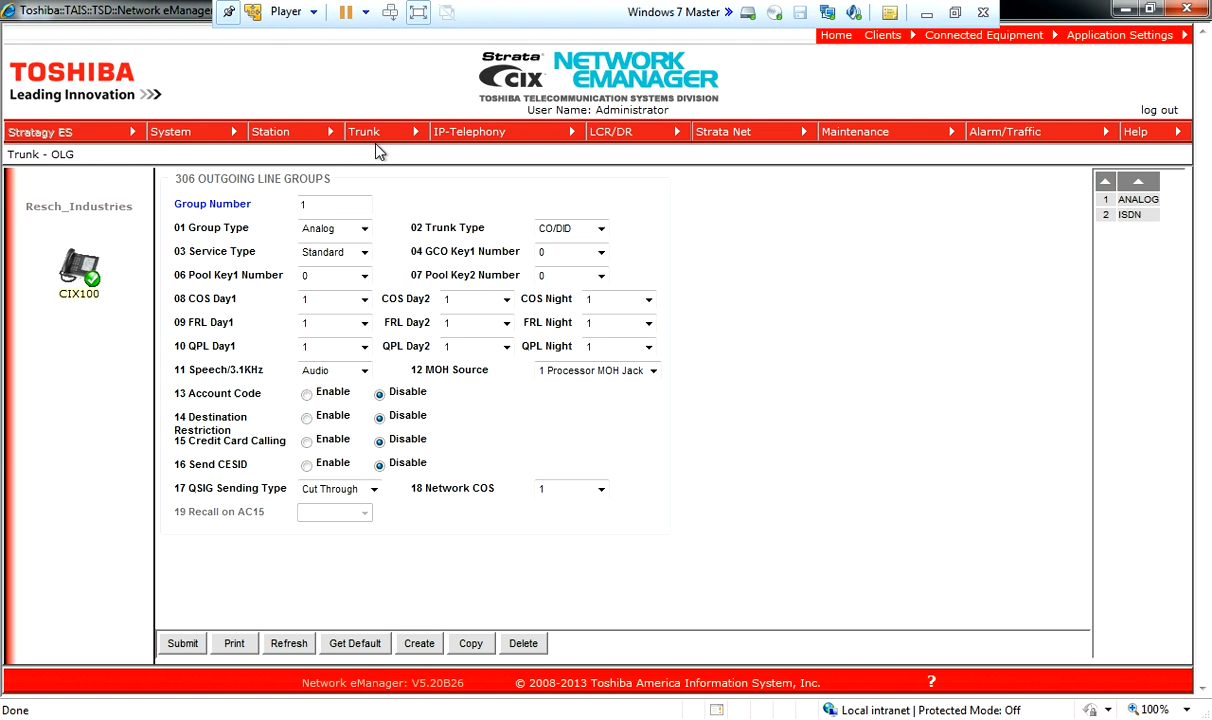 Toshiba::TAIS::TSD::Network eManage
Player
Windows 7 Master »
Home Clients Connected Equipment Application Settings
TOSHIBA
Leading Innovation >>>
Strata CIX NETWORK EMANAGER
TOSHIBA TELECOMMUNICATION SYSTEMS DIVISION
User Name: Administrator
log out
Stratagy ES System Station Trunk IP-Telephony LCR/DR Strata Net Maintenance Alarm/Traffic Help
Trunk - OLG
Resch_Industries
CIX100
306 OUTGOING LINE GROUPS
Group Number 1
01 Group Type Analog 02 Trunk Type CO/DID
03 Service Type Standard 04 GCO Key1 Number 0
06 Pool Key1 Number 0 07 Pool Key2 Number 0
08 COS Day1 1 COS Day2 1 COS Night 1
09 FRL Day1 1 FRL Day2 1 FRL Night 1
10 QPL Day1 1 QPL Day2 1 QPL Night 1
11 Speech/3.1KHz Audio 12 MOH Source 1 Processor MOH Jack
13 Account Code Enable Disable
14 Destination Restriction Enable Disable
15 Credit Card Calling Enable Disable
16 Send CESID Enable Disable
17 QSIG Sending Type Cut Through 18 Network COS 1
19 Recall on AC15
1 ANALOG
2 ISDN
Submit Print Refresh Get Default Create Copy Delete
Network eManager: V5.20B26 © 2008-2013 Toshiba America Information System, Inc. ?
Done
Local intranet | Protected Mode: Off
100%